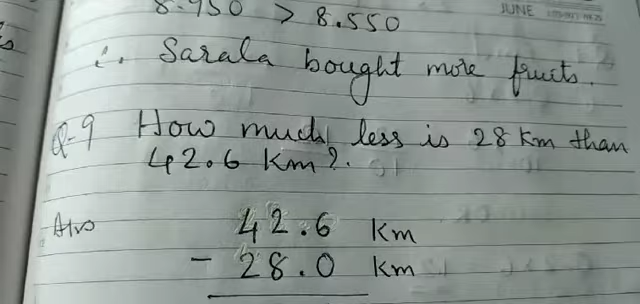 8.950 > 8.550
JUNE
∴ Sarala bought more fruits.
Q-9 How much less is 28 km than
42.6 km?.
Ans 42.6 km
- 28.0 km